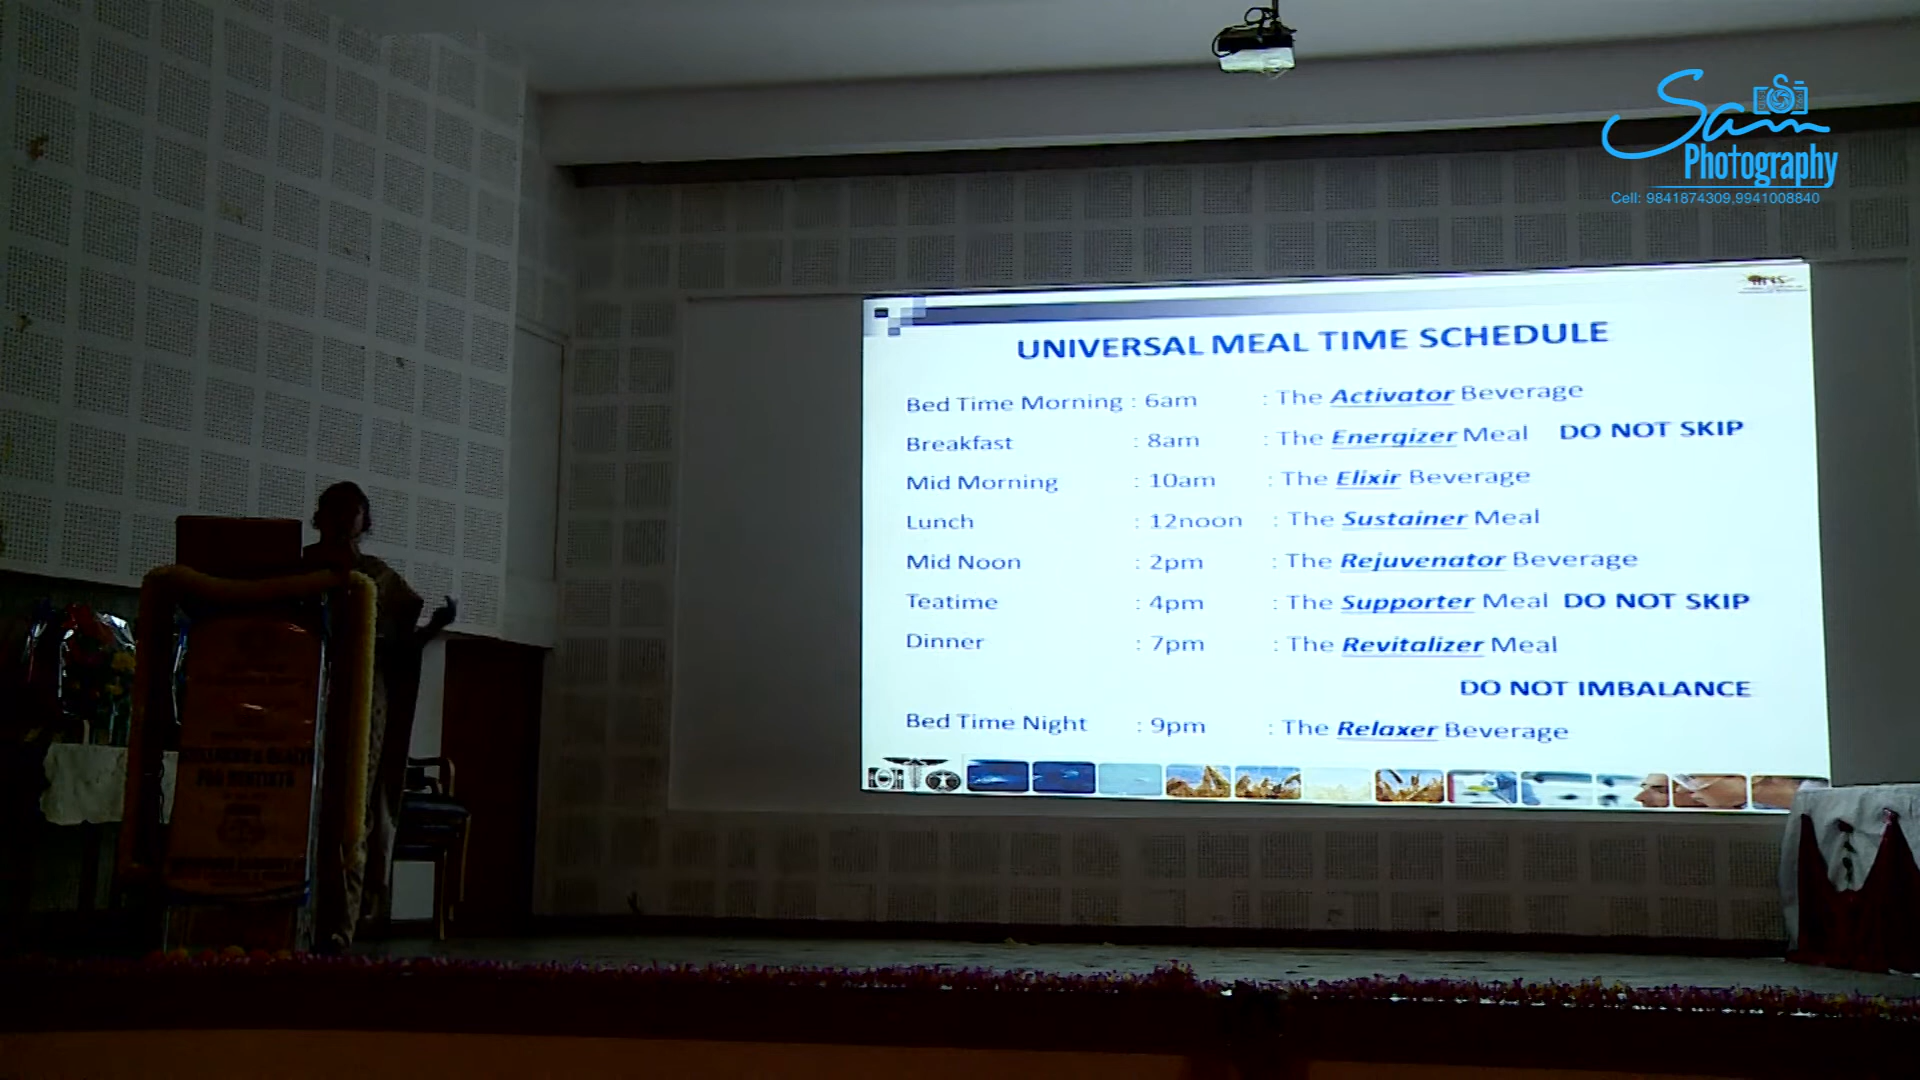 Sam
Photography
Cell: 9841874309,9941008840
UNIVERSAL MEAL TIME SCHEDULE
Bed Time Morning : 6am : The Activator Beverage
Breakfast : 8am : The Energizer Meal DO NOT SKIP
Mid Morning : 10am : The Elixir Beverage
Lunch : 12noon : The Sustainer Meal
Mid Noon : 2pm : The Rejuvenator Beverage
Teatime : 4pm : The Supporter Meal DO NOT SKIP
Dinner : 7pm : The Revitalizer Meal
DO NOT IMBALANCE
Bed Time Night : 9pm : The Relaxer Beverage